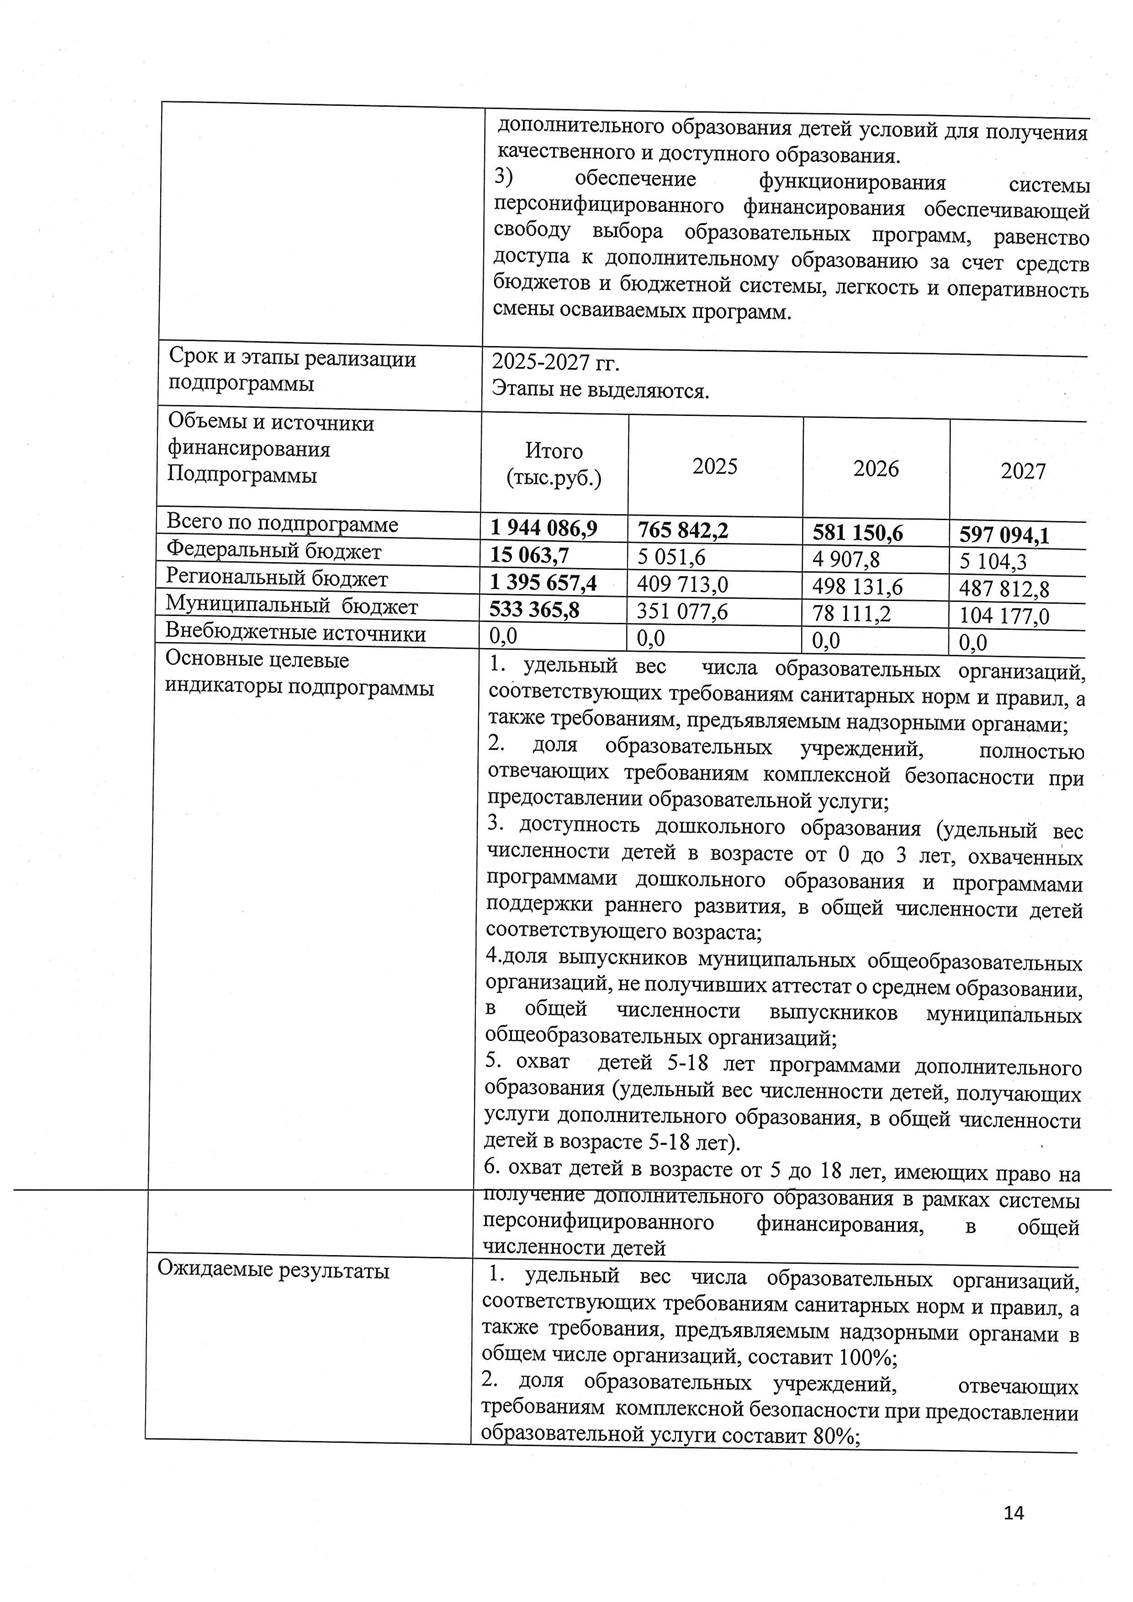 дополнительного образования детей условий для получения
качественного и доступного образования.
3) обеспечение функционирования системы
персонифицированного финансирования обеспечивающей
свободу выбора образовательных программ, равенство
доступа к дополнительному образованию за счет средств
бюджетов и бюджетной системы, легкость и оперативность
смены осваиваемых программ.
Срок и этапы реализации
подпрограммы
2025-2027 гг.
Этапы не выделяются.
Объемы и источники
финансирования
Подпрограммы
Итого
(тыс.руб.)
2025
2026
2027
Всего по подпрограмме 1 944 086,9 765 842,2 581 150,6 597 094,1
Федеральный бюджет 15 063,7 5 051,6 4 907,8 5 104,3
Региональный бюджет 1 395 657,4 409 713,0 498 131,6 487 812,8
Муниципальный бюджет 533 365,8 351 077,6 78 111,2 104 177,0
Внебюджетные источники 0,0 0,0 0,0 0,0
Основные целевые
индикаторы подпрограммы
1. удельный вес числа образовательных организаций,
соответствующих требованиям санитарных норм и правил, а
также требованиям, предъявляемым надзорными органами;
2. доля образовательных учреждений, полностью
отвечающих требованиям комплексной безопасности при
предоставлении образовательной услуги;
3. доступность дошкольного образования (удельный вес
численности детей в возрасте от 0 до 3 лет, охваченных
программами дошкольного образования и программами
поддержки раннего развития, в общей численности детей
соответствующего возраста;
4.доля выпускников муниципальных общеобразовательных
организаций, не получивших аттестат о среднем образовании,
в общей численности выпускников муниципальных
общеобразовательных организаций;
5. охват детей 5-18 лет программами дополнительного
образования (удельный вес численности детей, получающих
услуги дополнительного образования, в общей численности
детей в возрасте 5-18 лет).
6. охват детей в возрасте от 5 до 18 лет, имеющих право на
получение дополнительного образования в рамках системы
персонифицированного финансирования, в общей
численности детей
Ожидаемые результаты
1. удельный вес числа образовательных организаций,
соответствующих требованиям санитарных норм и правил, а
также требования, предъявляемым надзорными органами в
общем числе организаций, составит 100%;
2. доля образовательных учреждений, отвечающих
требованиям комплексной безопасности при предоставлении
образовательной услуги составит 80%;
14